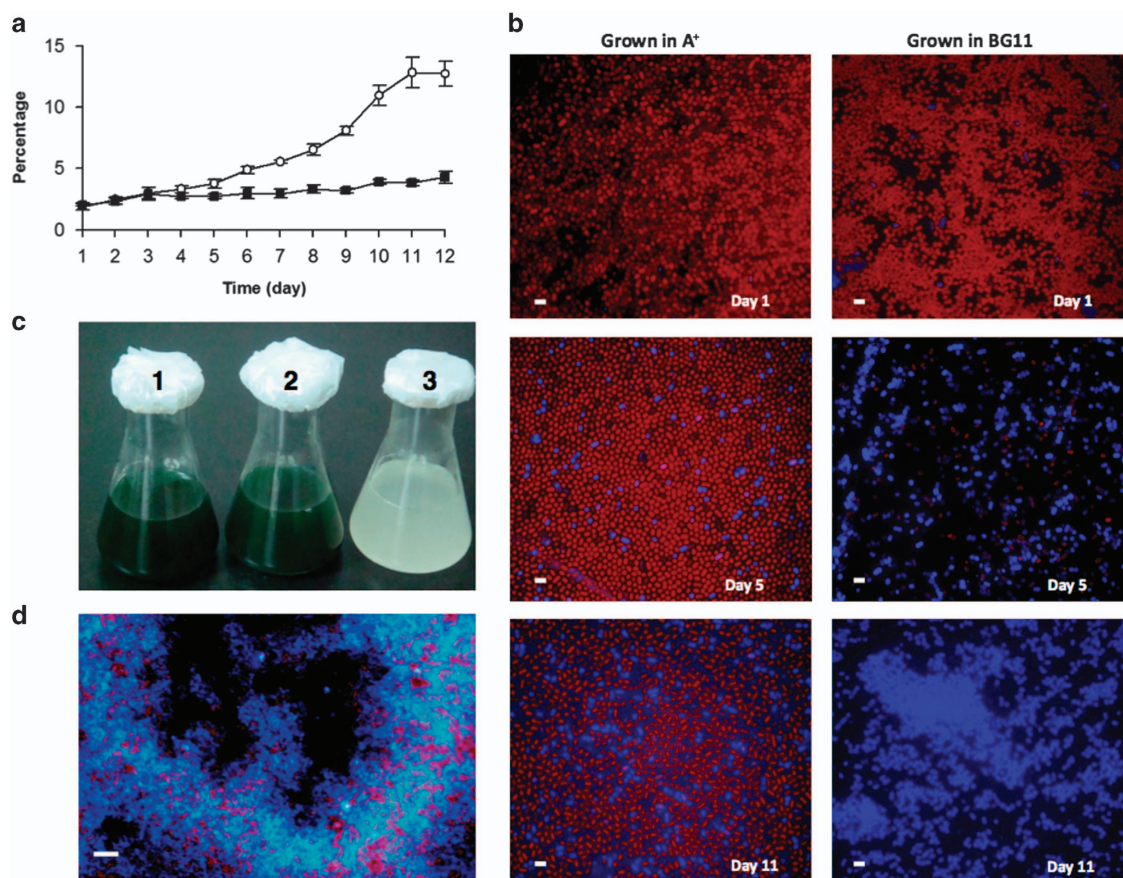 a
Percentage
15
10
5
0
1 2 3 4 5 6 7 8 9 10 11 12
Time (day)
b
Grown in A⁺
Grown in BG11
Day 1
Day 1
Day 5
Day 5
Day 11
Day 11
c
1
2
3
d